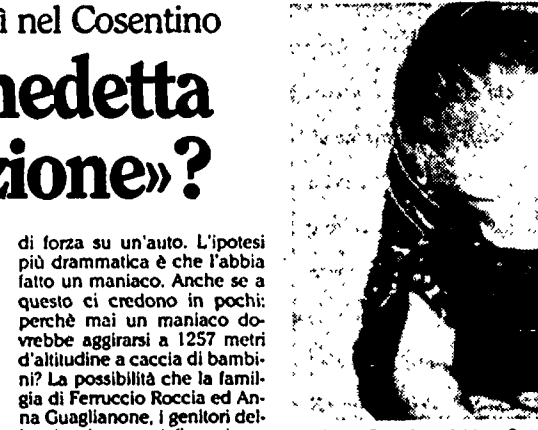 ì nel Cosentino
nedetta
zione»?
di forza su un'auto. L'ipotesi
più drammatica è che l'abbia
fatto un maniaco. Anche se a
questo ci credono in pochi:
perchè mai un maniaco do-
vrebbe aggirarsi a 1257 metri
d'altitudine a caccia di bambi-
ni? La possibilità che la famil-
gia di Ferruccio Roccia ed An-
na Guaglianone, i genitori del-